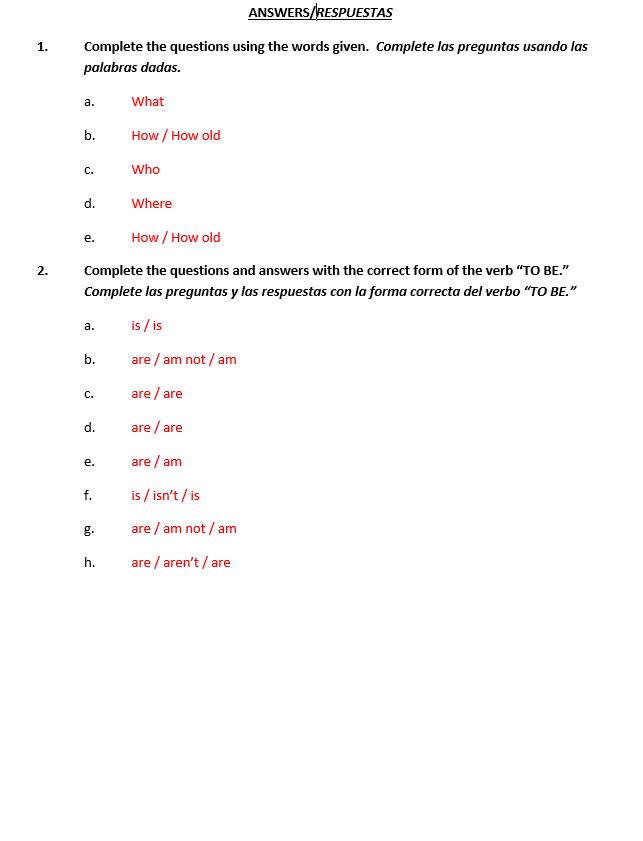 ANSWERS/RESPUESTAS
1. Complete the questions using the words given. Complete las preguntas usando las
palabras dadas.
a. What
b. How / How old
c. Who
d. Where
e. How / How old
2. Complete the questions and answers with the correct form of the verb “TO BE.”
Complete las preguntas y las respuestas con la forma correcta del verbo “TO BE.”
a. is / is
b. are / am not / am
c. are / are
d. are / are
e. are / am
f. is / isn’t / is
g. are / am not / am
h. are / aren’t / are